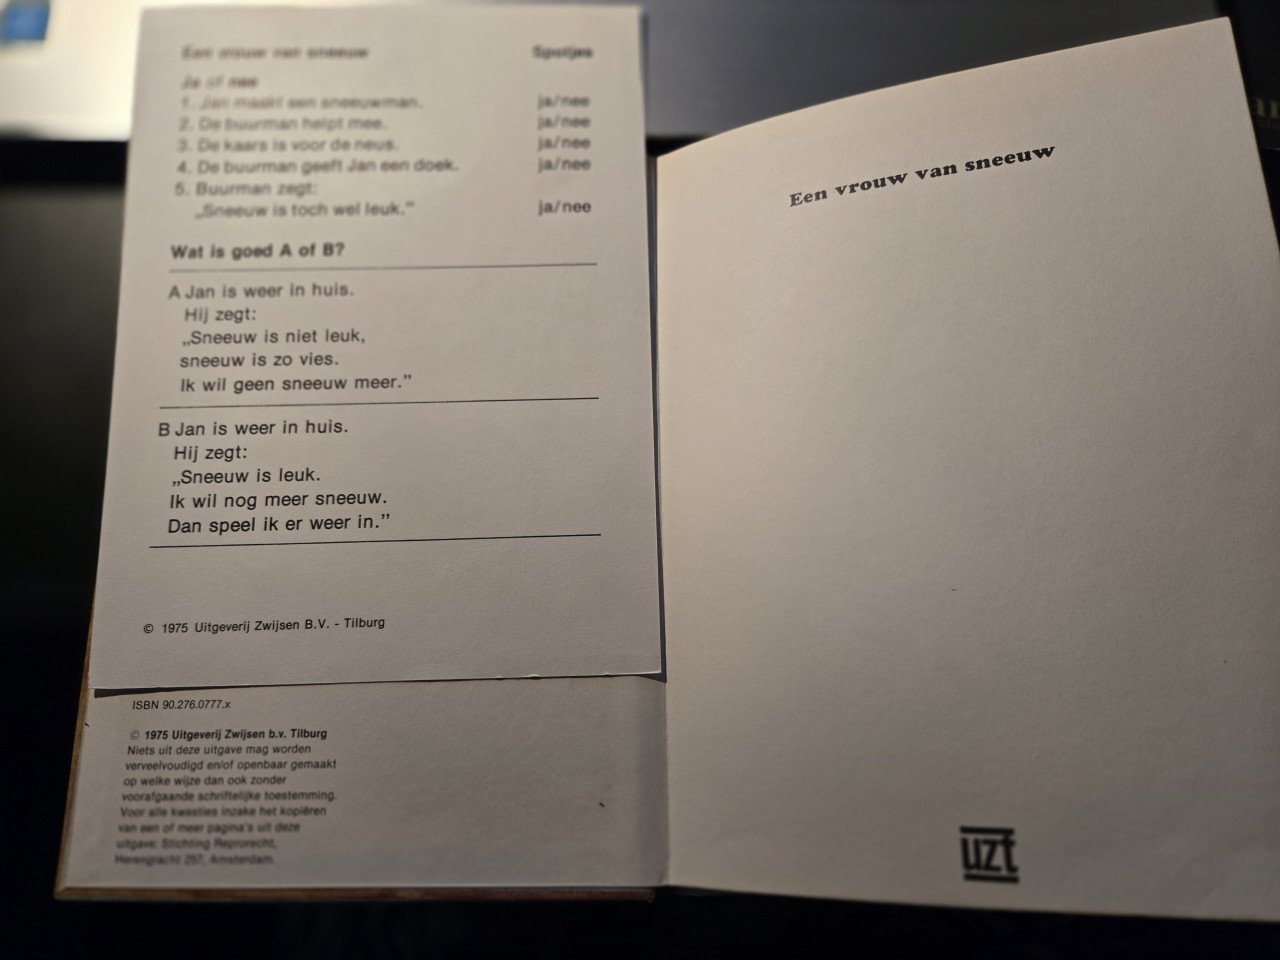 Een vrouw van sneeuw Spotjes
Ja of nee
1. Jan maakt een sneeuwman. ja/nee
2. De buurman helpt mee. ja/nee
3. De kaars is voor de neus. ja/nee
4. De buurman geeft Jan een doek. ja/nee
5. Buurman zegt:
„Sneeuw is toch wel leuk.” ja/nee
Wat is goed A of B?
A Jan is weer in huis.
Hij zegt:
„Sneeuw is niet leuk,
sneeuw is zo vies.
Ik wil geen sneeuw meer.”
B Jan is weer in huis.
Hij zegt:
„Sneeuw is leuk.
Ik wil nog meer sneeuw.
Dan speel ik er weer in.”
© 1975 Uitgeverij Zwijsen B.V. - Tilburg
ISBN 90.276.0777.x
© 1975 Uitgeverij Zwijsen b.v. Tilburg
Niets uit deze uitgave mag worden
verveelvoudigd en/of openbaar gemaakt
op welke wijze dan ook zonder
voorafgaande schriftelijke toestemming.
Voor alle kwesties inzake het kopiëren
van een of meer pagina's uit deze
uitgave: Stichting Reprorecht,
Herengracht 257, Amsterdam.
Een vrouw van sneeuw
uzt